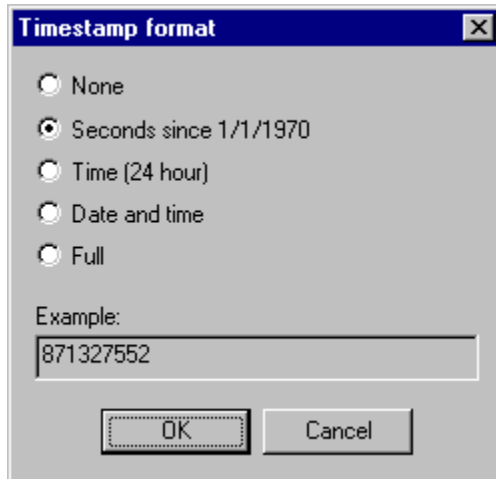 Timestamp format
None
Seconds since 1/1/1970
Time (24 hour)
Date and time
Full
Example:
871327552
OK
Cancel